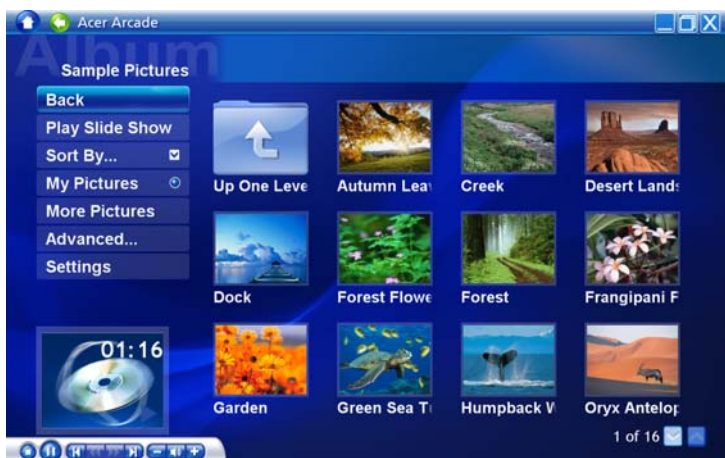 Acer Arcade
Album
Sample Pictures
Back
Play Slide Show
Sort By...
My Pictures
More Pictures
Advanced...
Settings
Up One Leve
Autumn Lea
Creek
Desert Lands
Dock
Forest Flowe
Forest
Frangipani F
Garden
Green Sea T
Humpback W
Oryx Antelop
01:16
1 of 16